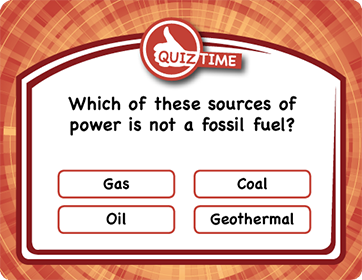 QUIZ TIME
Which of these sources of
power is not a fossil fuel?
Gas
Coal
Oil
Geothermal